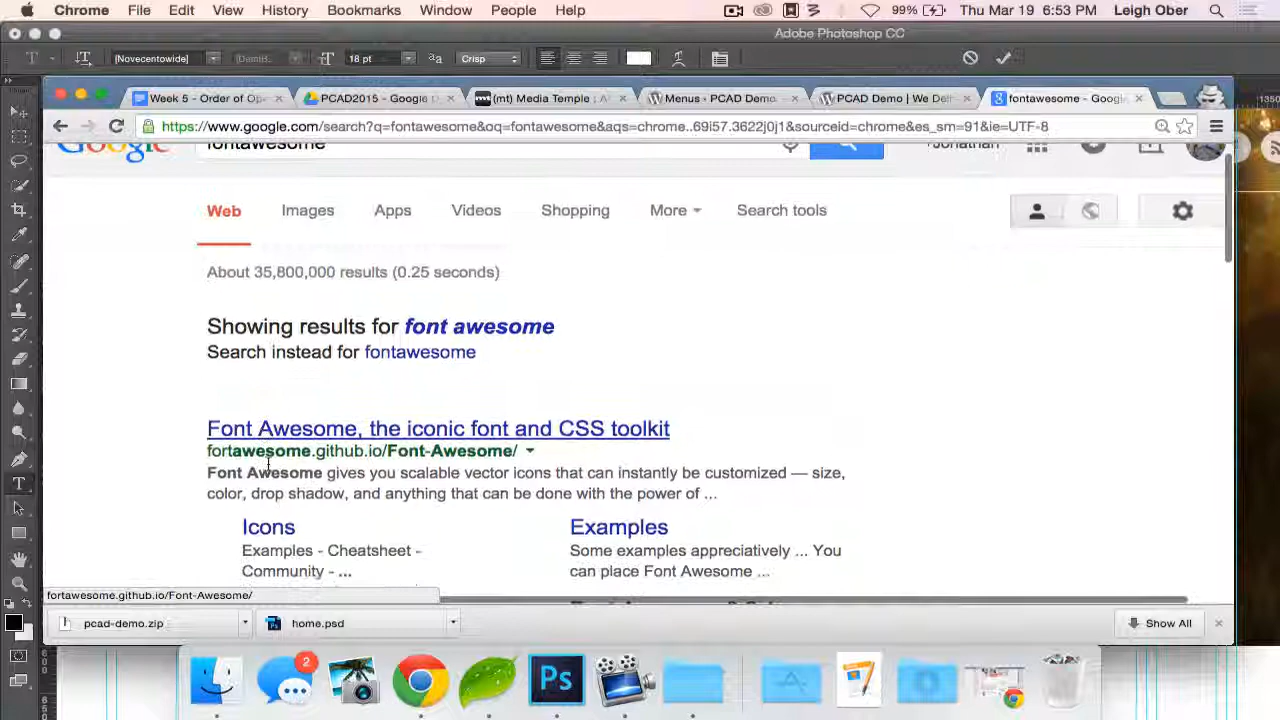 Chrome File Edit View History Bookmarks Window People Help 99% Thu Mar 19 6:53 PM Leigh Ober
Adobe Photoshop CC
T [Novecentowide] 18 pt aa Crisp
Week 5 - Order of Op PCAD2015 - Google D (mt) Media Temple ; A Menus - PCAD Demo PCAD Demo | We Deli fontawesome - Googl
https://www.google.com/search?q=fontawesome&oq=fontawesome&aqs=chrome..69i57.3622j0j1&sourceid=chrome&es_sm=91&ie=UTF-8
Google fontawesome +Jonathan
Web Images Apps Videos Shopping More Search tools
About 35,800,000 results (0.25 seconds)
Showing results for font awesome
Search instead for fontawesome
Font Awesome, the iconic font and CSS toolkit
fortawesome.github.io/Font-Awesome/
Font Awesome gives you scalable vector icons that can instantly be customized — size,
color, drop shadow, and anything that can be done with the power of ...
Icons Examples
Examples - Cheatsheet - Some examples appreciatively ... You
Community - ... can place Font Awesome ...
fortawesome.github.io/Font-Awesome/
pcad-demo.zip home.psd Show All
2
Ps